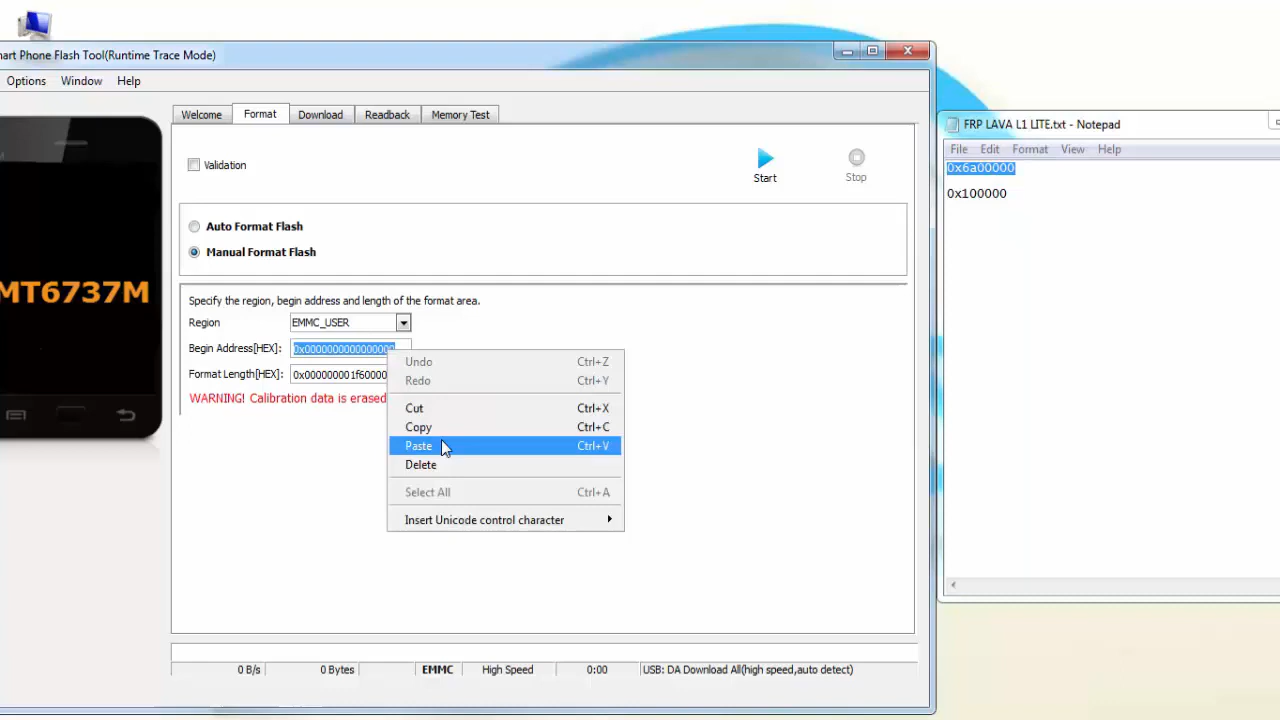 mart Phone Flash Tool(Runtime Trace Mode)
Options Window Help
Welcome Format Download Readback Memory Test
Validation
Start Stop
Auto Format Flash
Manual Format Flash
MT6737M
Specify the region, begin address and length of the format area.
Region EMMC_USER
Begin Address[HEX]: 0x0000000000000000
Format Length[HEX]: 0x000000001f60000
WARNING! Calibration data is erased
Undo Ctrl+Z
Redo Ctrl+Y
Cut Ctrl+X
Copy Ctrl+C
Paste Ctrl+V
Delete
Select All Ctrl+A
Insert Unicode control character
0 B/s 0 Bytes EMMC High Speed 0:00 USB: DA Download All(high speed,auto detect)
FRP LAVA L1 LITE.txt - Notepad
File Edit Format View Help
0x6a00000
0x100000